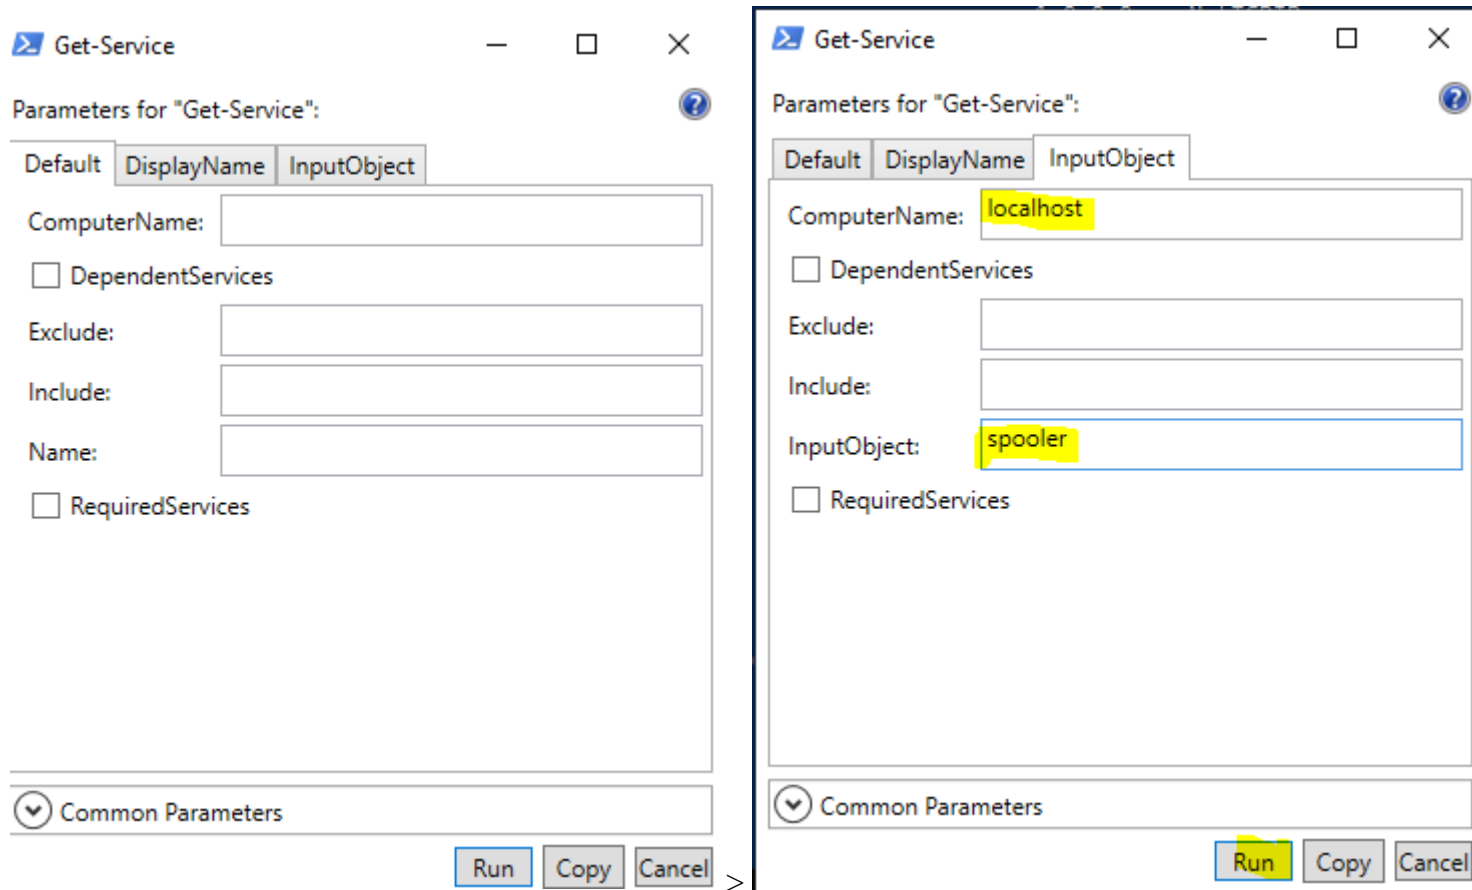 Get-Service
Parameters for "Get-Service":
Default DisplayName InputObject
ComputerName:
DependentServices
Exclude:
Include:
Name:
RequiredServices
Common Parameters
Run Copy Cancel
>
Get-Service
Parameters for "Get-Service":
Default DisplayName InputObject
ComputerName: localhost
DependentServices
Exclude:
Include:
InputObject: spooler
RequiredServices
Common Parameters
Run Copy Cancel